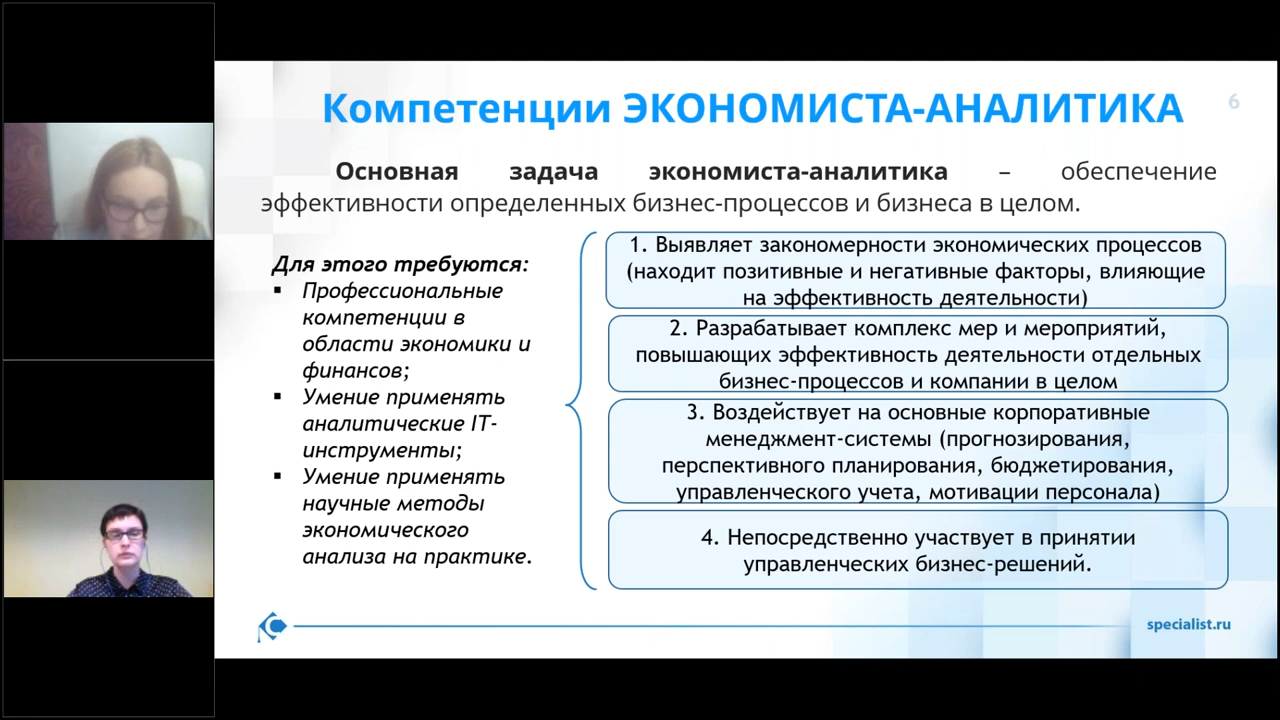 Компетенции ЭКОНОМИСТА-АНАЛИТИКА
6
Основная задача экономиста-аналитика – обеспечение
эффективности определенных бизнес-процессов и бизнеса в целом.
Для этого требуются:
▪ Профессиональные
компетенции в
области экономики и
финансов;
▪ Умение применять
аналитические IT-
инструменты;
▪ Умение применять
научные методы
экономического
анализа на практике.
1. Выявляет закономерности экономических процессов
(находит позитивные и негативные факторы, влияющие
на эффективность деятельности)
2. Разрабатывает комплекс мер и мероприятий,
повышающих эффективность деятельности отдельных
бизнес-процессов и компании в целом
3. Воздействует на основные корпоративные
менеджмент-системы (прогнозирования,
перспективного планирования, бюджетирования,
управленческого учета, мотивации персонала)
4. Непосредственно участвует в принятии
управленческих бизнес-решений.
specialist.ru